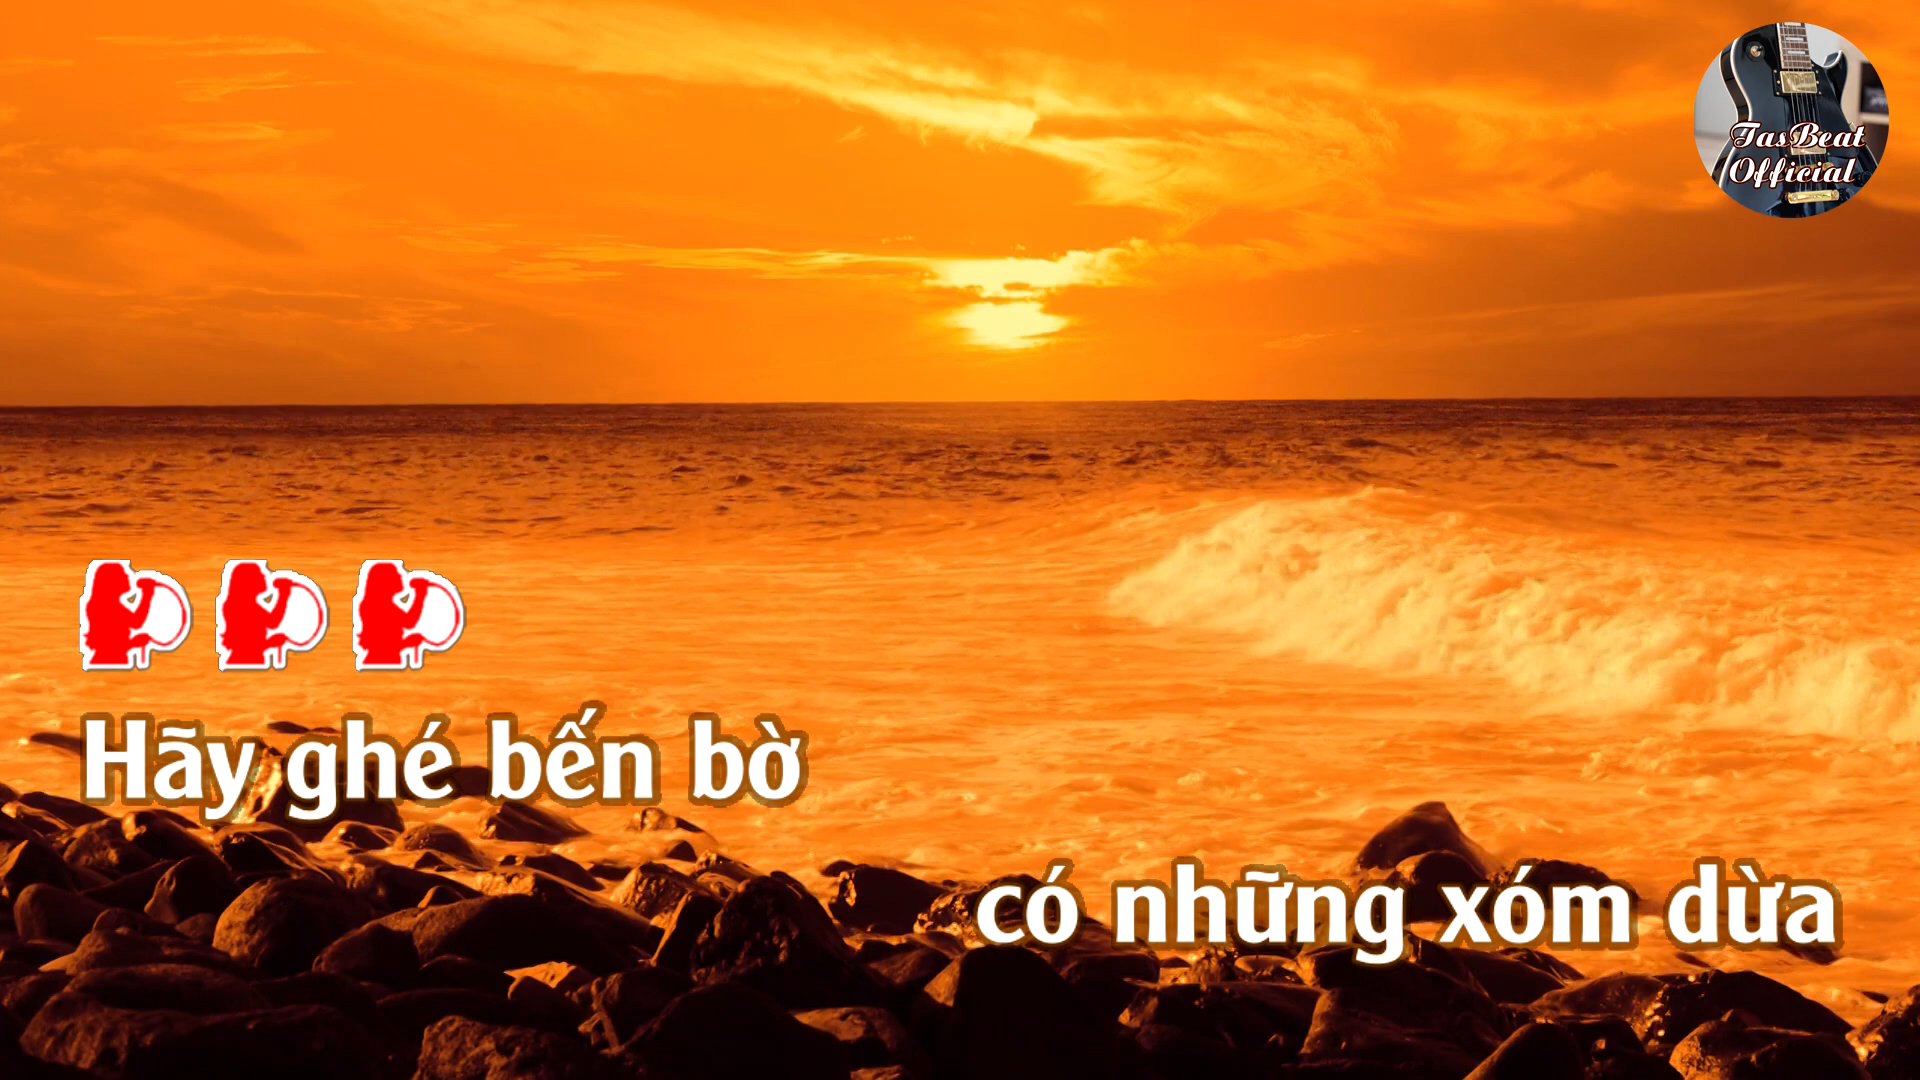 TasBeat
Official
Hãy ghé bến bờ
có những xóm dừa